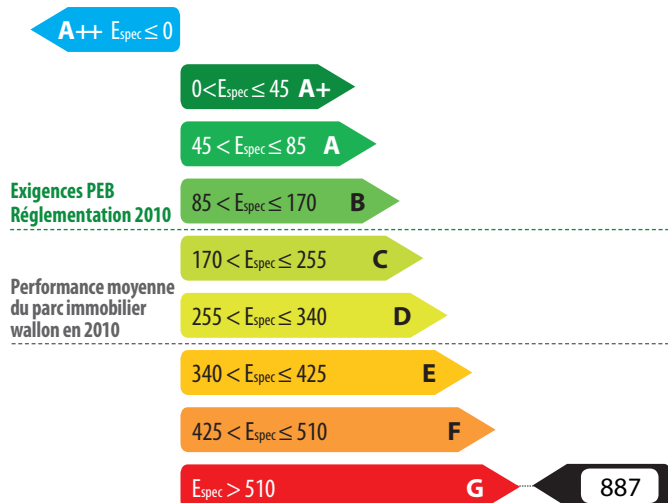 A++ Espec ≤ 0
0 < Espec ≤ 45 A+
45 < Espec ≤ 85 A
Exigences PEB
Réglementation 2010
85 < Espec ≤ 170 B
170 < Espec ≤ 255 C
Performance moyenne
du parc immobilier
wallon en 2010
255 < Espec ≤ 340 D
340 < Espec ≤ 425 E
425 < Espec ≤ 510 F
Espec > 510 G
887